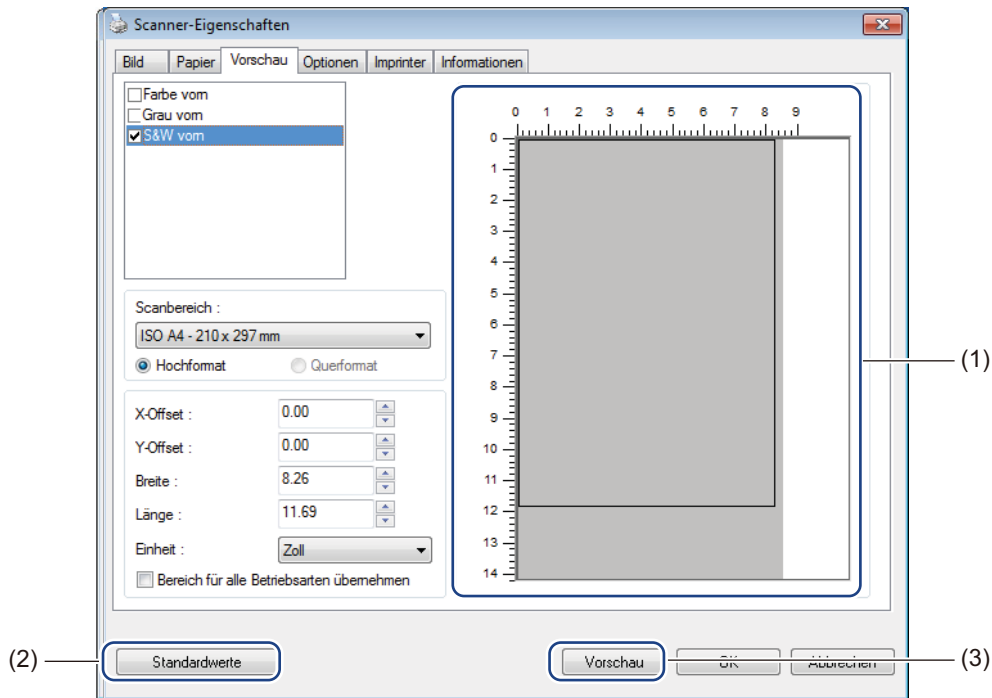 Scanner-Eigenschaften
Bild Papier Vorschau Optionen Imprinter Informationen
Farbe vorn
Grau vorn
S&W vorn
Scanbereich :
ISO A4 - 210 x 297 mm
Hochformat Querformat
X-Offset : 0.00
Y-Offset : 0.00
Breite : 8.26
Länge : 11.69
Einheit : Zoll
Bereich für alle Betriebsarten übernehmen
0 1 2 3 4 5 6 7 8 9
0
1
2
3
4
5
6
7
8
9
10
11
12
13
14
(1)
(2) Standardwerte Vorschau OK Abbrechen (3)